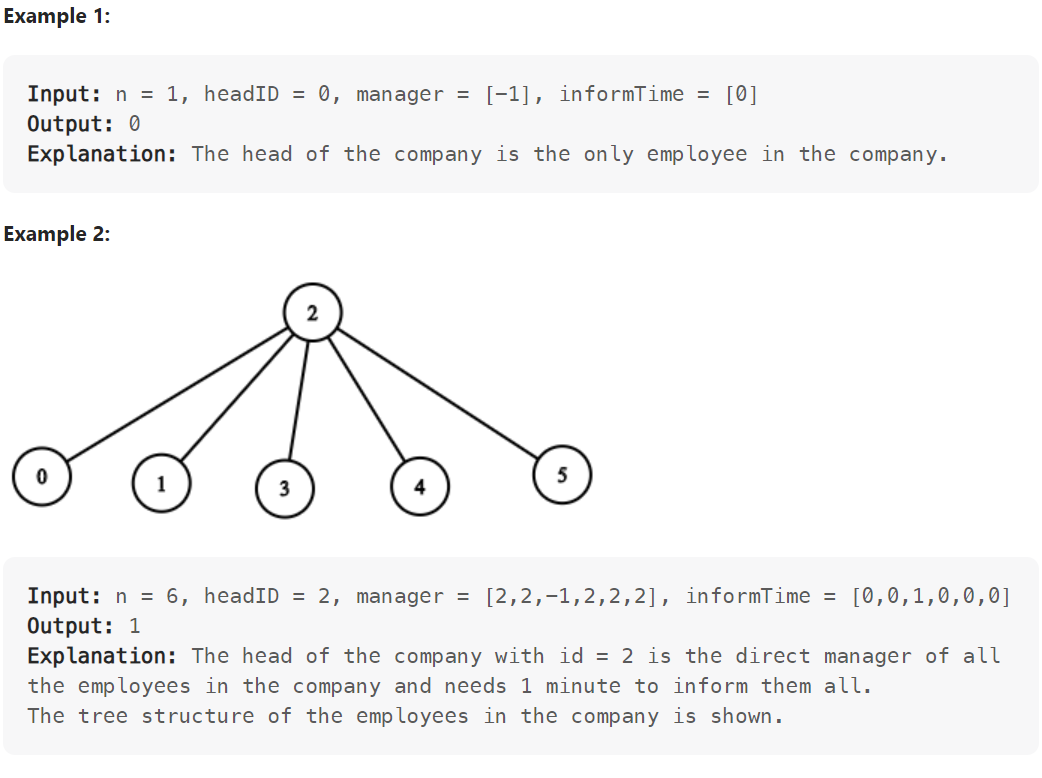 Example 1:
Input: n = 1, headID = 0, manager = [-1], informTime = [0]
Output: 0
Explanation: The head of the company is the only employee in the company.
Example 2:
2
0
1
3
4
5
Input: n = 6, headID = 2, manager = [2,2,-1,2,2,2], informTime = [0,0,1,0,0,0]
Output: 1
Explanation: The head of the company with id = 2 is the direct manager of all
the employees in the company and needs 1 minute to inform them all.
The tree structure of the employees in the company is shown.